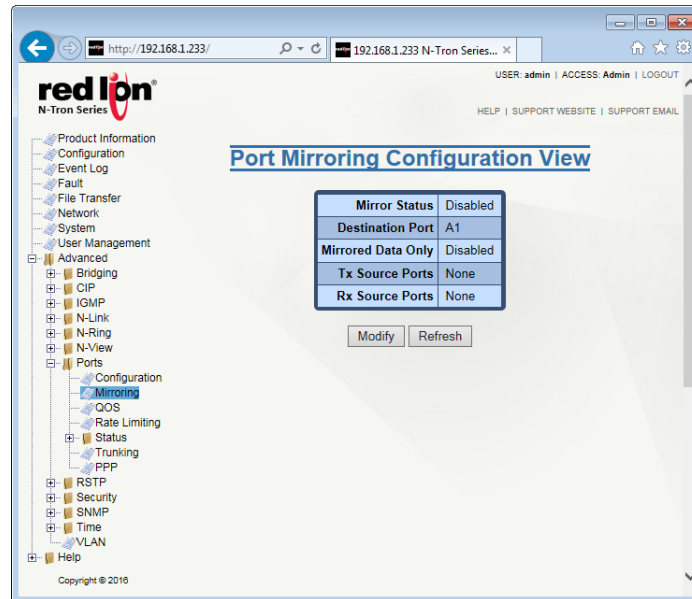 http://192.168.1.233/
192.168.1.233 N-Tron Series...
red lion®
N-Tron Series
USER: admin | ACCESS: Admin | LOGOUT
HELP | SUPPORT WEBSITE | SUPPORT EMAIL
Product Information
Configuration
Event Log
Fault
File Transfer
Network
System
User Management
Advanced
Bridging
CIP
IGMP
N-Link
N-Ring
N-View
Ports
Configuration
Mirroring
QOS
Rate Limiting
Status
Trunking
PPP
RSTP
Security
SNMP
Time
VLAN
Help
Copyright © 2016
Port Mirroring Configuration View
Mirror Status Disabled
Destination Port A1
Mirrored Data Only Disabled
Tx Source Ports None
Rx Source Ports None
Modify Refresh